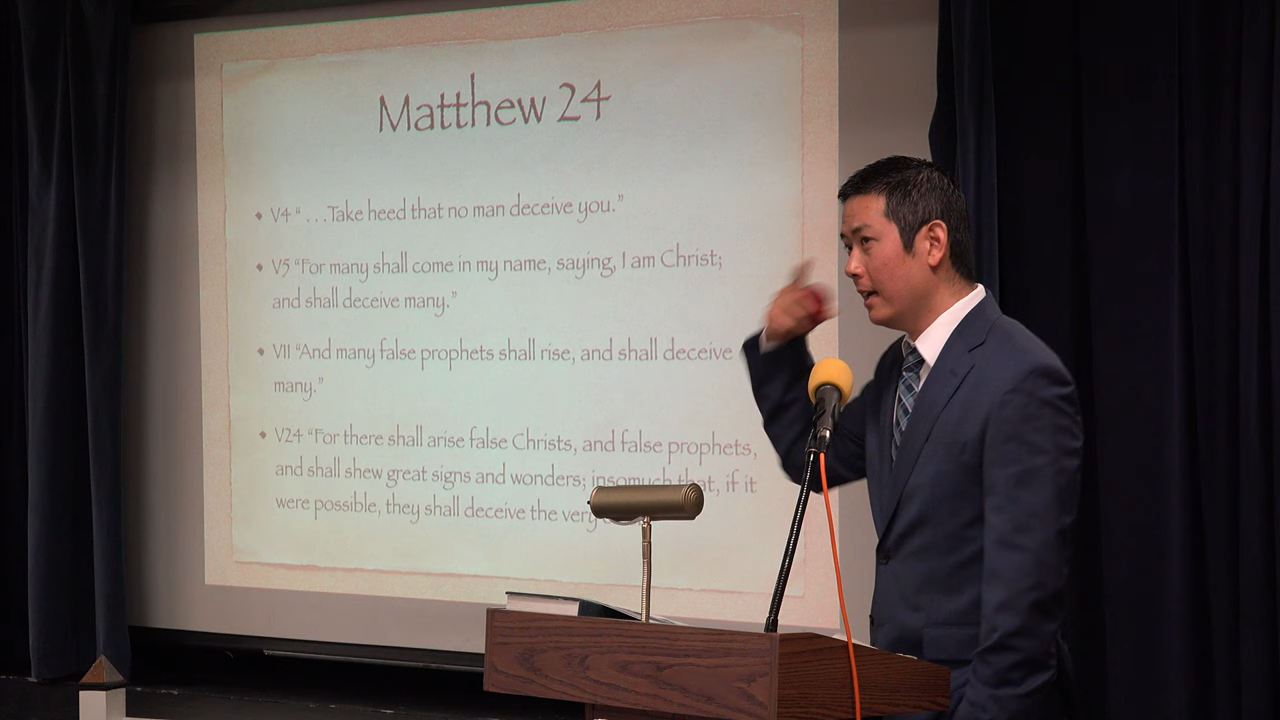 Matthew 24
• V4 “ . . .Take heed that no man deceive you.”
• V5 “For many shall come in my name, saying, I am Christ;
and shall deceive many.”
• V11 “And many false prophets shall rise, and shall deceive
many.”
• V24 “For there shall arise false Christs, and false prophets,
and shall shew great signs and wonders; insomuch that, if it
were possible, they shall deceive the very